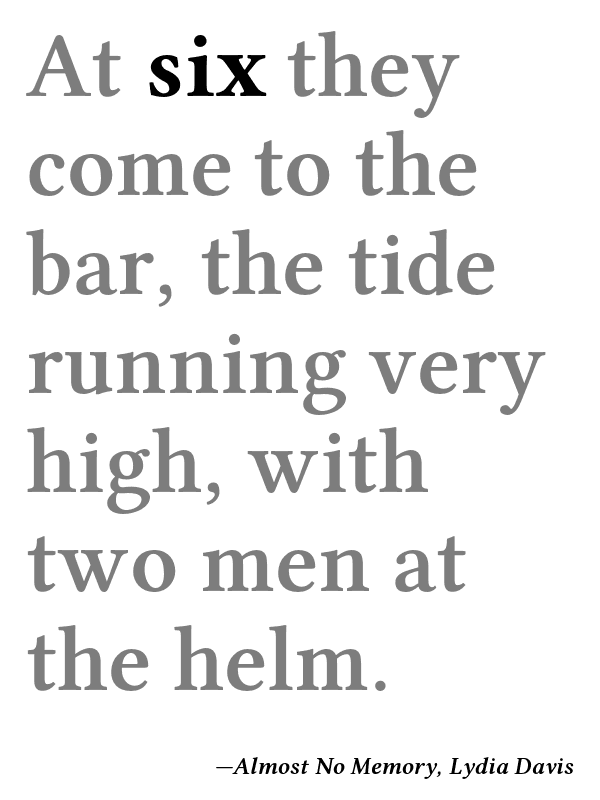 At six they
come to the
bar, the tide
running very
high, with
two men at
the helm.
—Almost No Memory, Lydia Davis